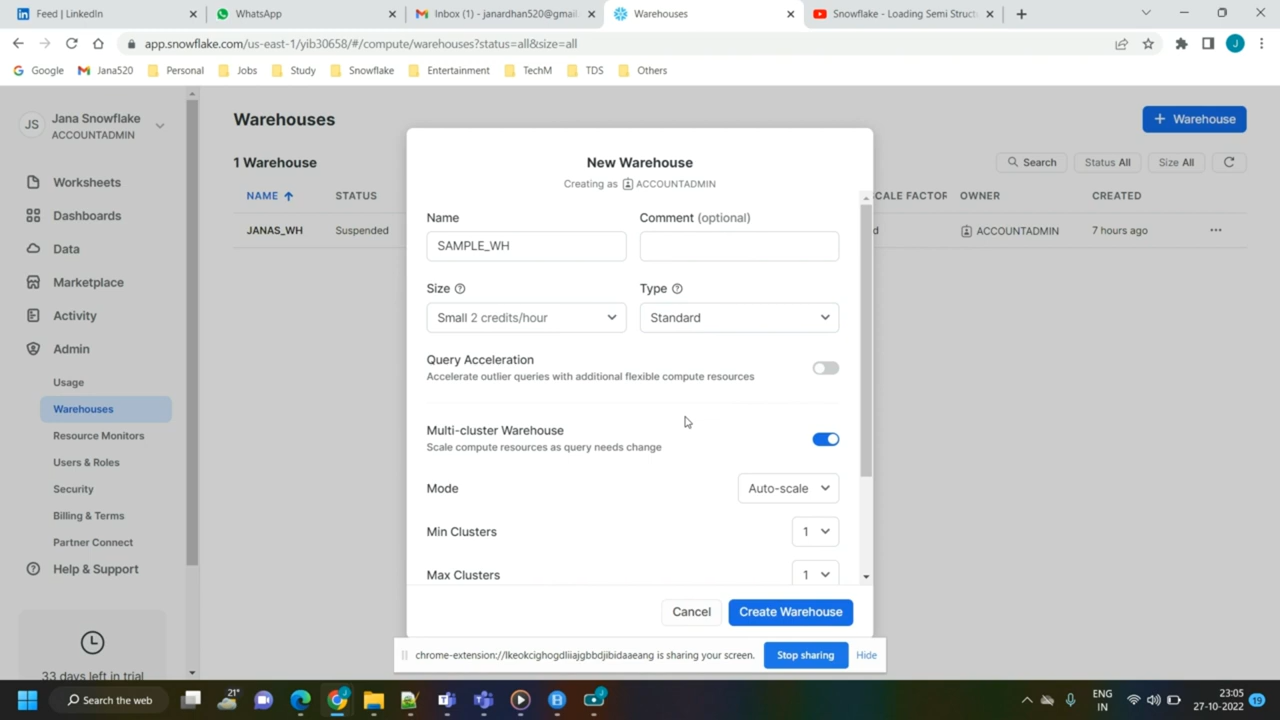 Feed | LinkedIn
WhatsApp
Inbox (1) - janardhan520@gmail.
Warehouses
Snowflake - Loading Semi Struct
app.snowflake.com/us-east-1/yib30658/#/compute/warehouses?status=all&size=all
Google
Jana520
Personal
Jobs
Study
Snowflake
Entertainment
TechM
TDS
Others
JS
Jana Snowflake
ACCOUNTADMIN
Worksheets
Dashboards
Data
Marketplace
Activity
Admin
Usage
Warehouses
Resource Monitors
Users & Roles
Security
Billing & Terms
Partner Connect
Help & Support
33 days left in trial
Warehouses
+ Warehouse
1 Warehouse
Search
Status All
Size All
NAME
STATUS
CALE FACTOR
OWNER
CREATED
JANAS_WH
Suspended
d
ACCOUNTADMIN
7 hours ago
New Warehouse
Creating as ACCOUNTADMIN
Name
Comment (optional)
SAMPLE_WH
Size
Type
Small 2 credits/hour
Standard
Query Acceleration
Accelerate outlier queries with additional flexible compute resources
Multi-cluster Warehouse
Scale compute resources as query needs change
Mode
Auto-scale
Min Clusters
1
Max Clusters
1
Cancel
Create Warehouse
chrome-extension://lkeokcighogdliiajgbbdjibidaaeang is sharing your screen.
Stop sharing
Hide
Search the web
21°
ENG
IN
23:05
27-10-2022
19